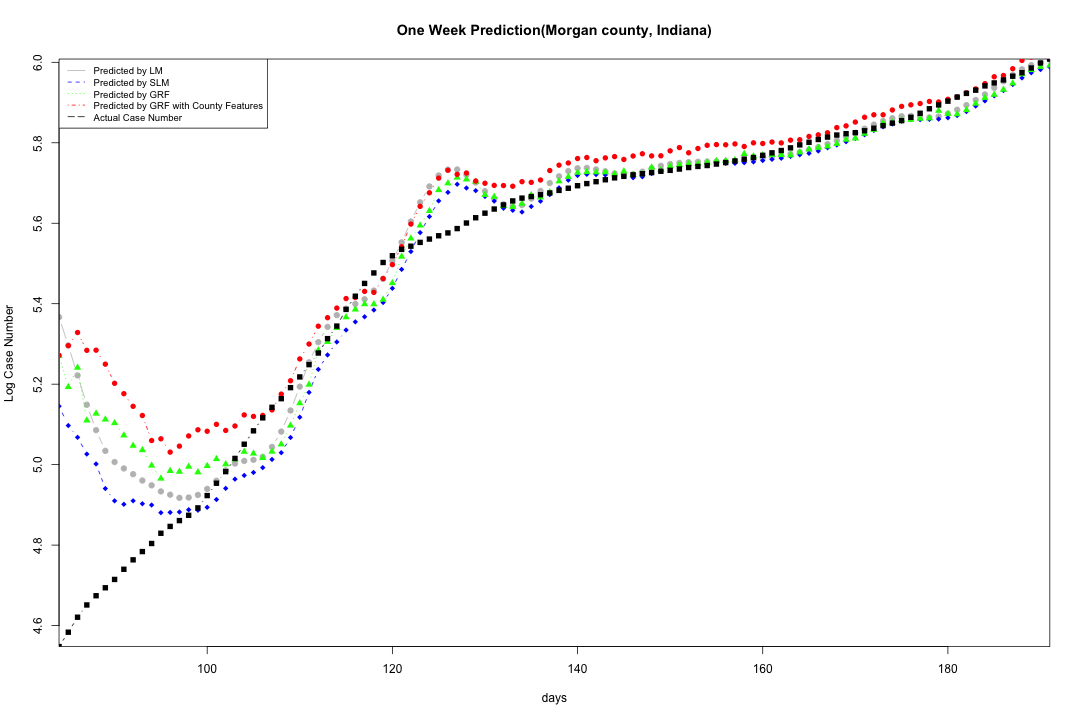 One Week Prediction(Morgan county, Indiana)
Predicted by LM
Predicted by SLM
Predicted by GRF
Predicted by GRF with County Features
Actual Case Number
Log Case Number
6.0
5.8
5.6
5.4
5.2
5.0
4.8
4.6
100 120 140 160 180
days